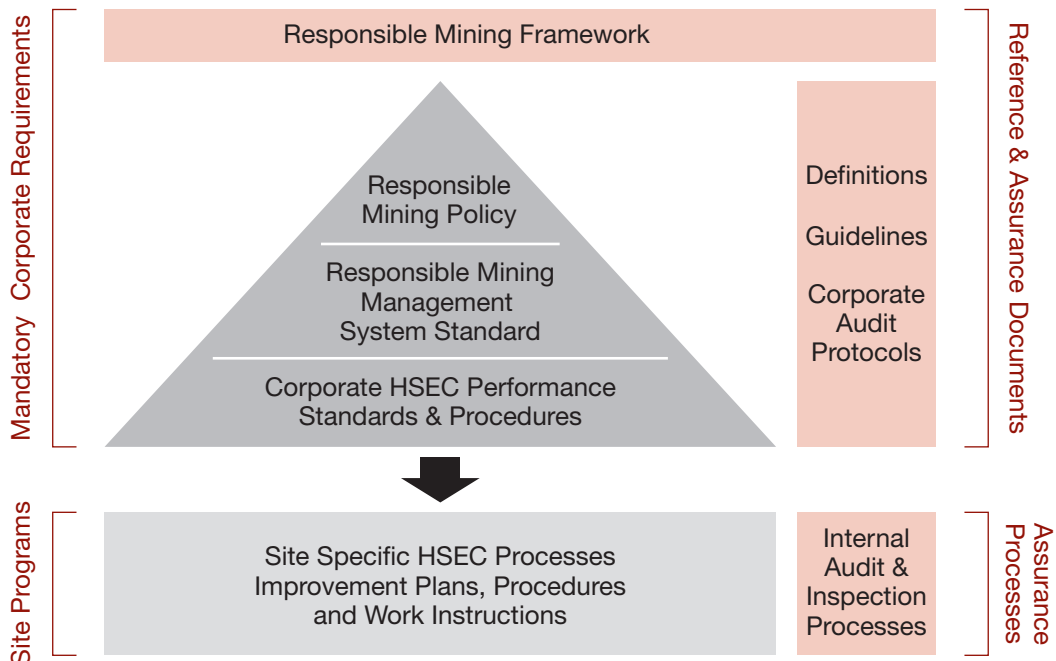 Responsible Mining Framework
Mandatory Corporate Requirements
Responsible
Mining Policy
Responsible Mining
Management
System Standard
Corporate HSEC Performance
Standards & Procedures
Definitions
Guidelines
Corporate
Audit
Protocols
Reference & Assurance Documents
Site Programs
Site Specific HSEC Processes
Improvement Plans, Procedures
and Work Instructions
Internal
Audit &
Inspection
Processes
Assurance
Processes